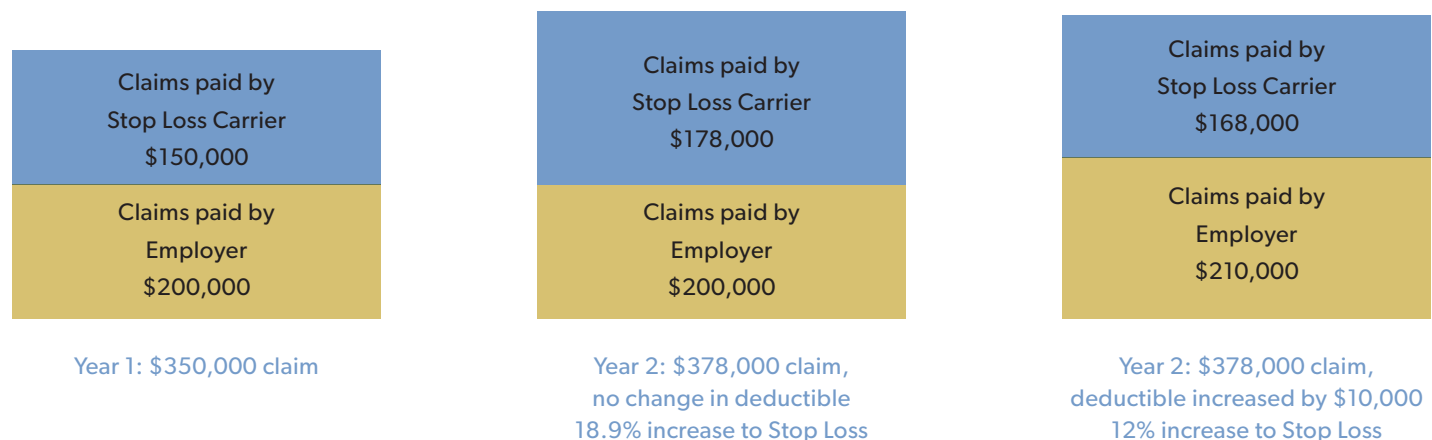 Claims paid by
Stop Loss Carrier
$150,000
Claims paid by
Employer
$200,000
Year 1: $350,000 claim
Claims paid by
Stop Loss Carrier
$178,000
Claims paid by
Employer
$200,000
Year 2: $378,000 claim,
no change in deductible
18.9% increase to Stop Loss
Claims paid by
Stop Loss Carrier
$168,000
Claims paid by
Employer
$210,000
Year 2: $378,000 claim,
deductible increased by $10,000
12% increase to Stop Loss